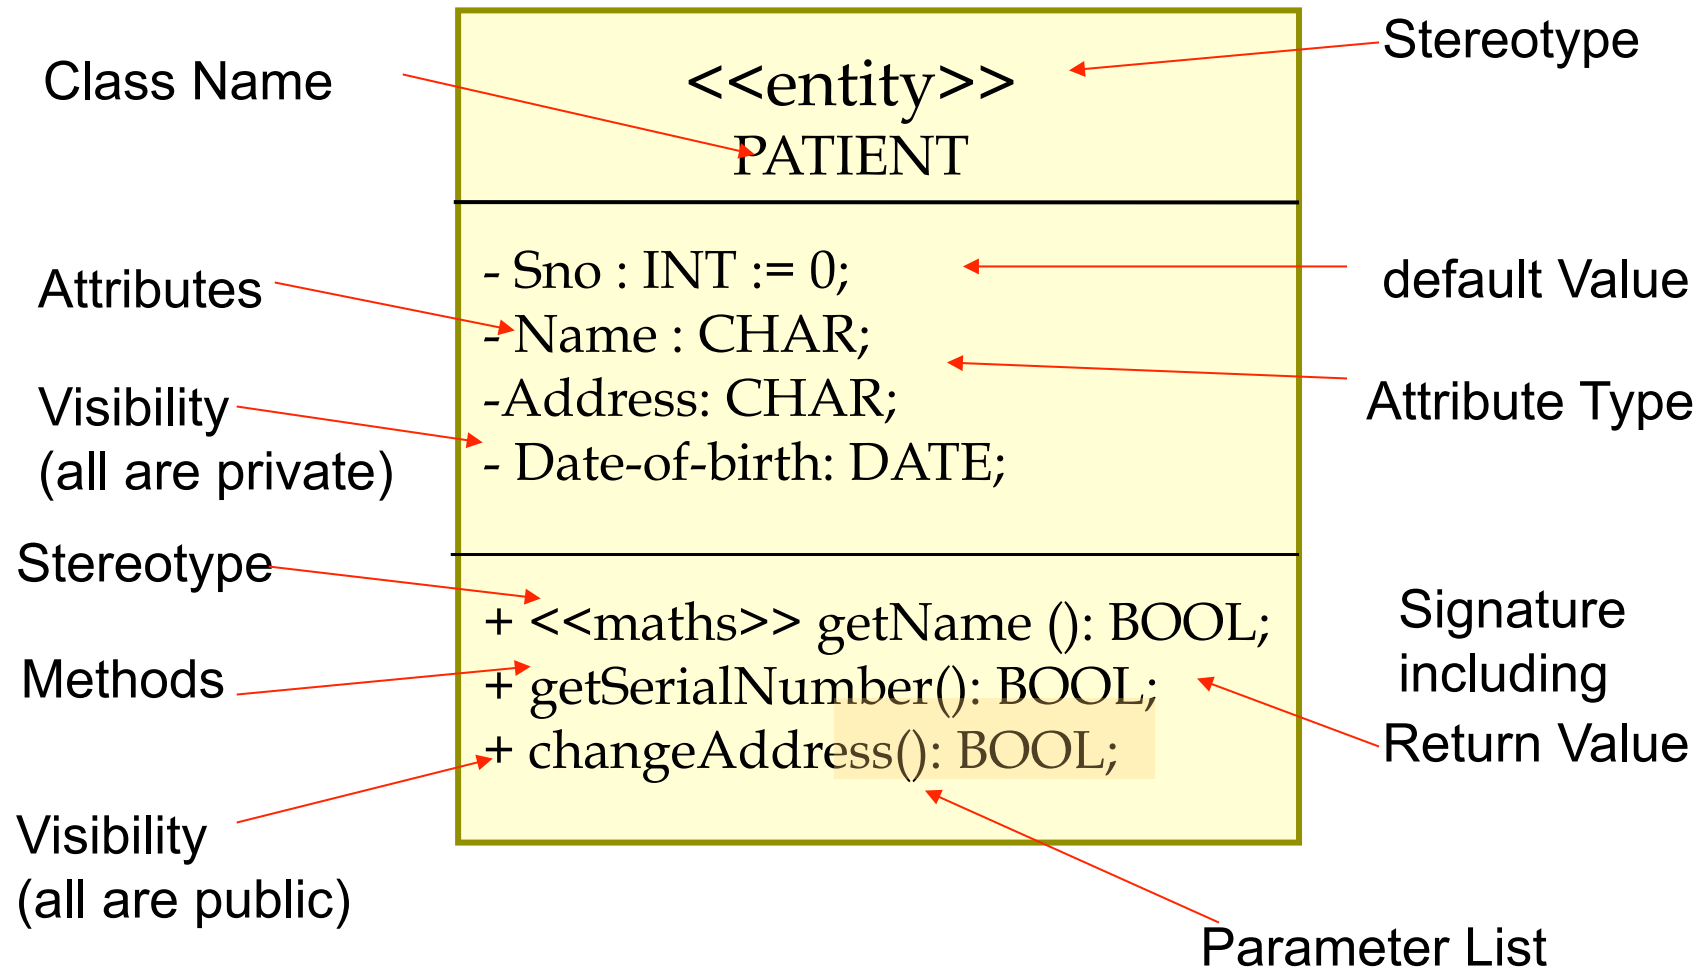 Stereotype
Class Name
<<entity>>
PATIENT
Attributes
- Sno : INT := 0;
default Value
- Name : CHAR;
Visibility
-Address: CHAR;
Attribute Type
(all are private)
- Date-of-birth: DATE;
Stereotype
+ <<maths>> getName (): BOOL;
Signature
including
Methods
+ getSerialNumber(): BOOL;
Return Value
+ changeAddress(): BOOL;
Visibility
(all are public)
Parameter List